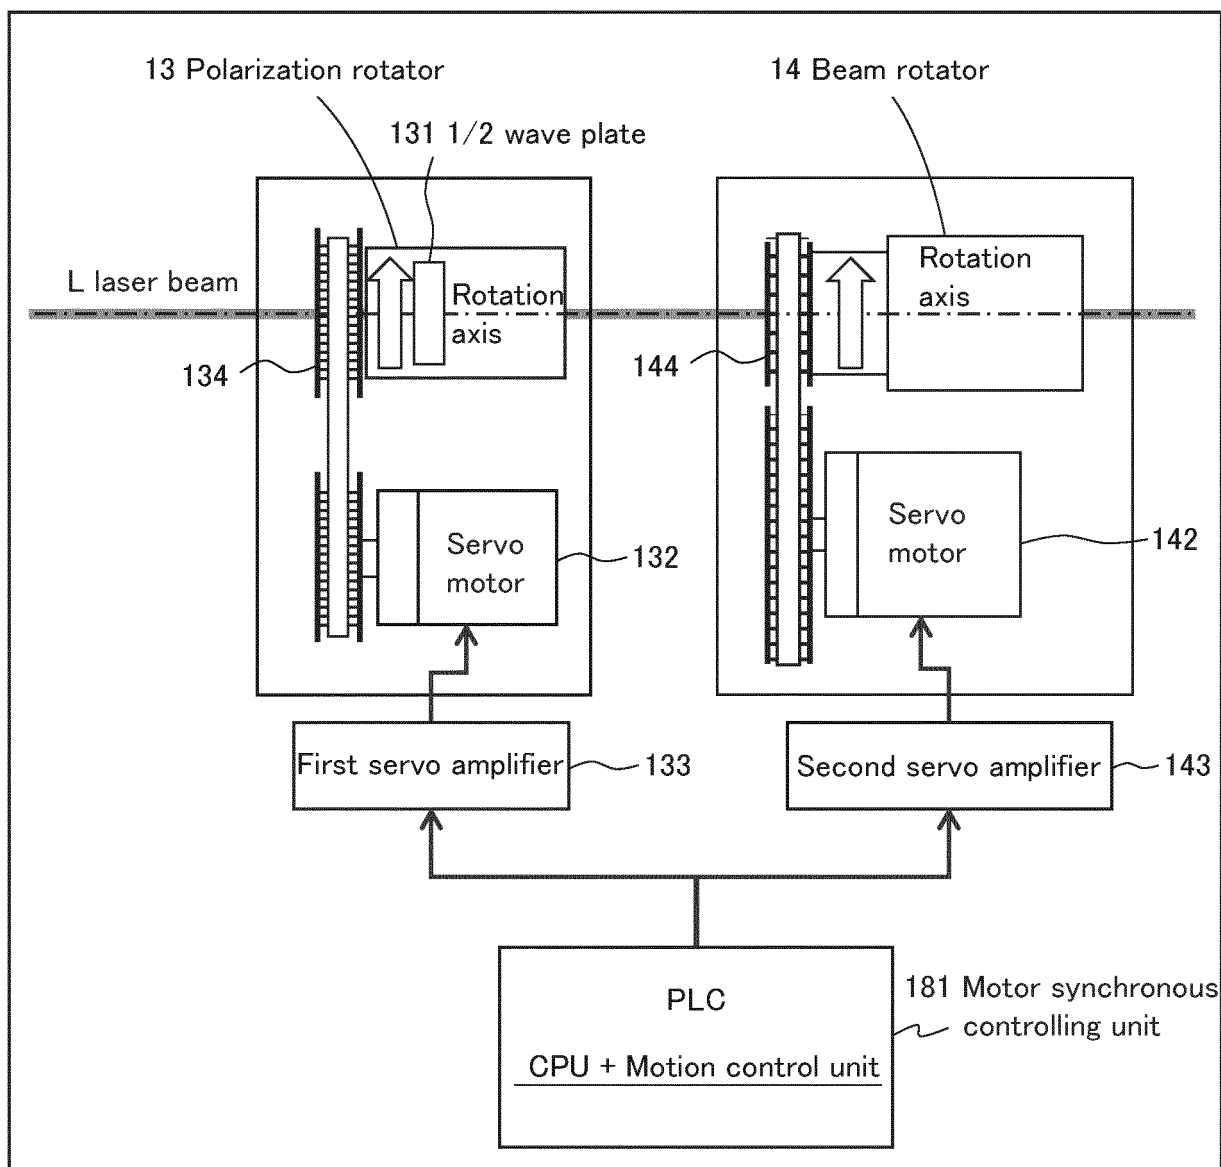 13 Polarization rotator
14 Beam rotator
131 1/2 wave plate
L laser beam
Rotation
axis
Rotation
axis
134
144
Servo
motor
132
Servo
motor
142
First servo amplifier
133
Second servo amplifier
143
PLC
CPU + Motion control unit
181 Motor synchronous
controlling unit